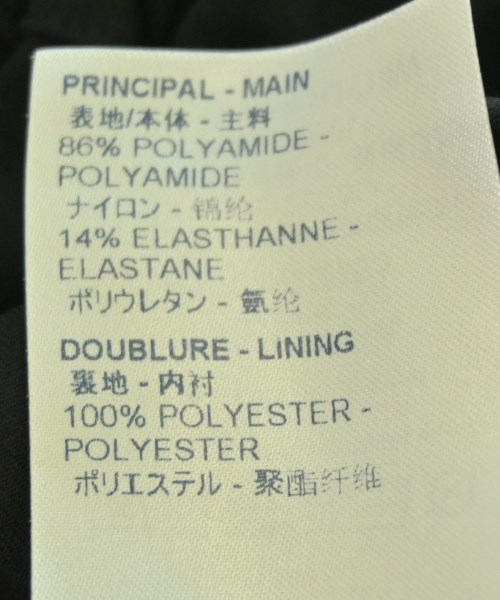 PRINCIPAL - MAIN
表地/本体 - 主料
86% POLYAMIDE -
POLYAMIDE
ナイロン - 锦纶
14% ELASTHANNE -
ELASTANE
ポリウレタン - 氨纶
DOUBLURE - LINING
裏地 - 内衬
100% POLYESTER -
POLYESTER
ポリエステル - 聚酯纤维